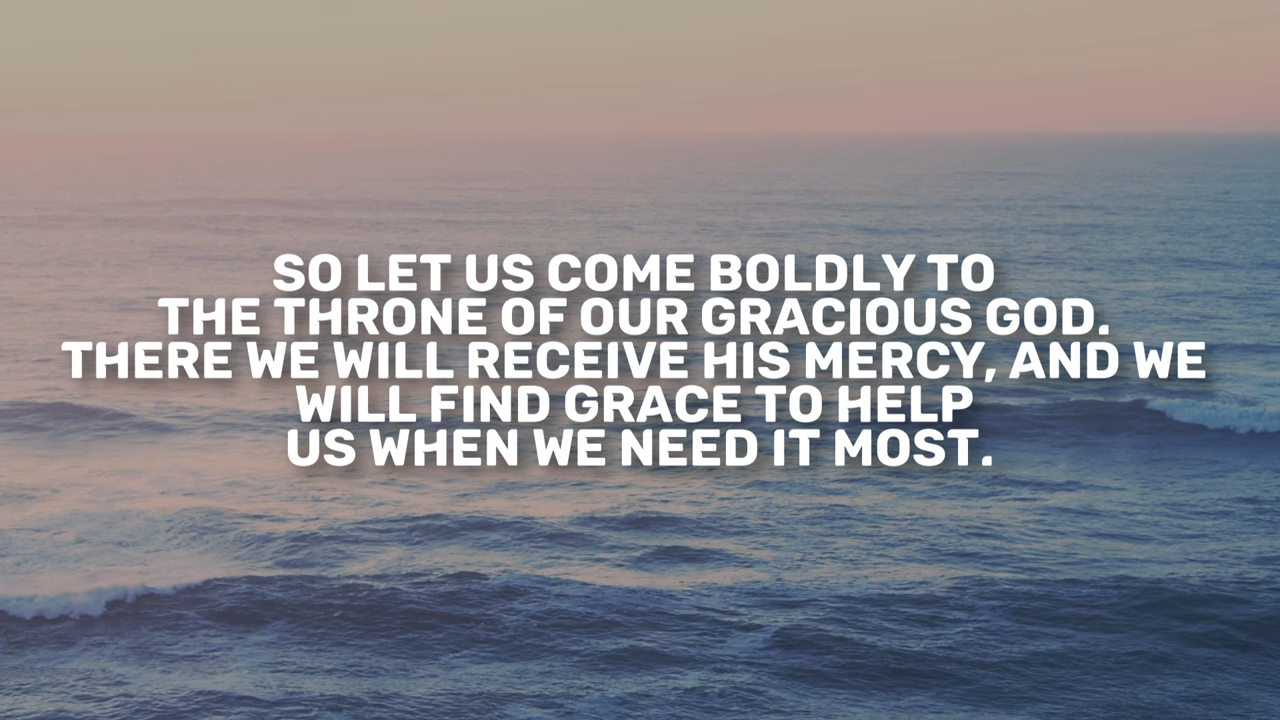 SO LET US COME BOLDLY TO
THE THRONE OF OUR GRACIOUS GOD.
THERE WE WILL RECEIVE HIS MERCY, AND WE
WILL FIND GRACE TO HELP
US WHEN WE NEED IT MOST.